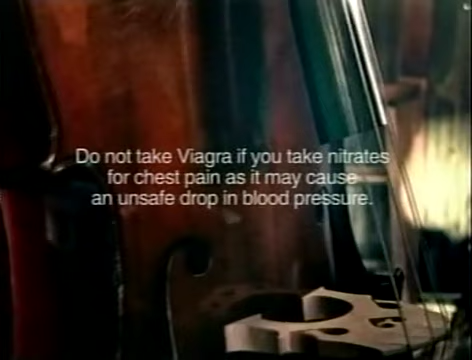 Do not take Viagra if you take nitrates
for chest pain as it may cause
an unsafe drop in blood pressure.